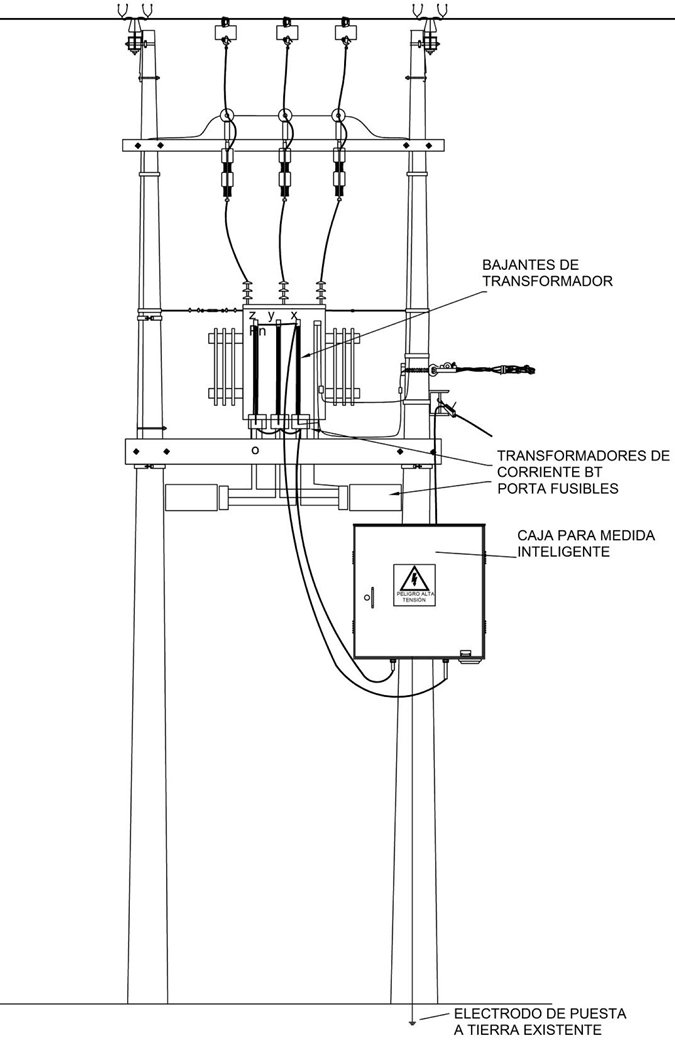 BAJANTES DE
TRANSFORMADOR
z y x
n
TRANSFORMADORES DE
CORRIENTE BT
PORTA FUSIBLES
CAJA PARA MEDIDA
INTELIGENTE
PELIGRO ALTA
TENSIÓN
ELECTRODO DE PUESTA
A TIERRA EXISTENTE